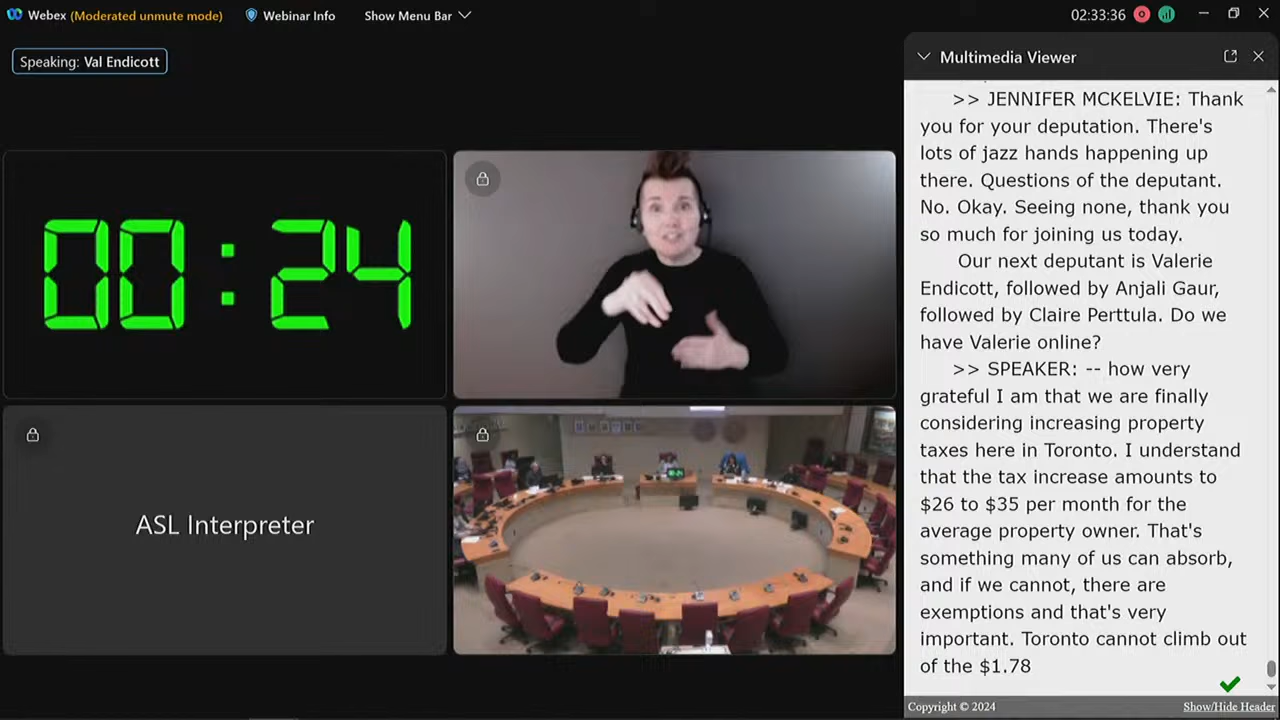 Webex (Moderated unmute mode) Webinar Info Show Menu Bar 02:33:36
Speaking: Val Endicott
00:24
ASL Interpreter
Multimedia Viewer
>> JENNIFER MCKELVIE: Thank
you for your deputation. There's
lots of jazz hands happening up
there. Questions of the deputant.
No. Okay. Seeing none, thank you
so much for joining us today.
Our next deputant is Valerie
Endicott, followed by Anjali Gaur,
followed by Claire Perttula. Do we
have Valerie online?
>> SPEAKER: -- how very
grateful I am that we are finally
considering increasing property
taxes here in Toronto. I understand
that the tax increase amounts to
$26 to $35 per month for the
average property owner. That's
something many of us can absorb,
and if we cannot, there are
exemptions and that's very
important. Toronto cannot climb out
of the $1.78
Copyright © 2024 Show/Hide Header